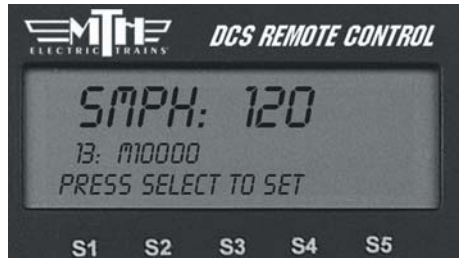 MTH
ELECTRIC TRAINS
DCS REMOTE CONTROL
SMPH: 120
13: M10000
PRESS SELECT TO SET
S1 S2 S3 S4 S5